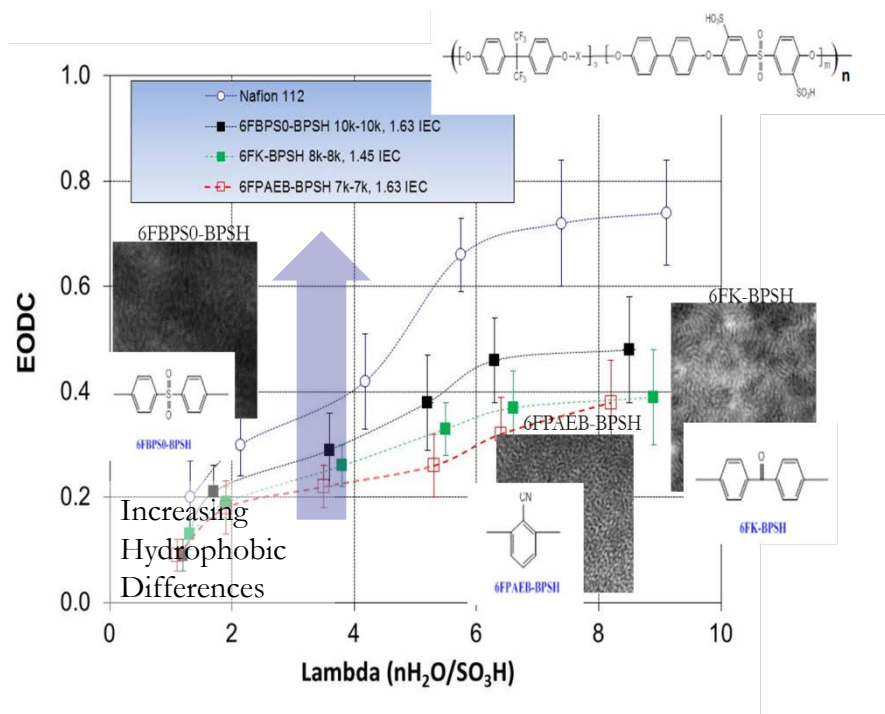 HO₃S
O
CF₃
[O
O-X
]
n
[O
O
S
O
]
m
CF₃
O
SO₃H
n
1.0
0.8
0.6
0.4
0.2
0.0
EODC
Nafion 112
6FBPS0-BPSH 10k-10k, 1.63 IEC
6FK-BPSH 8k-8k, 1.45 IEC
6FPAEB-BPSH 7k-7k, 1.63 IEC
6FBPS0-BPSH
O
S
O
6FBPS0-BPSH
6FK-BPSH
O
6FK-BPSH
6FPAEB-BPSH
CN
6FPAEB-BPSH
Increasing
Hydrophobic
Differences
0 2 4 6 8 10
Lambda (nH₂O/SO₃H)